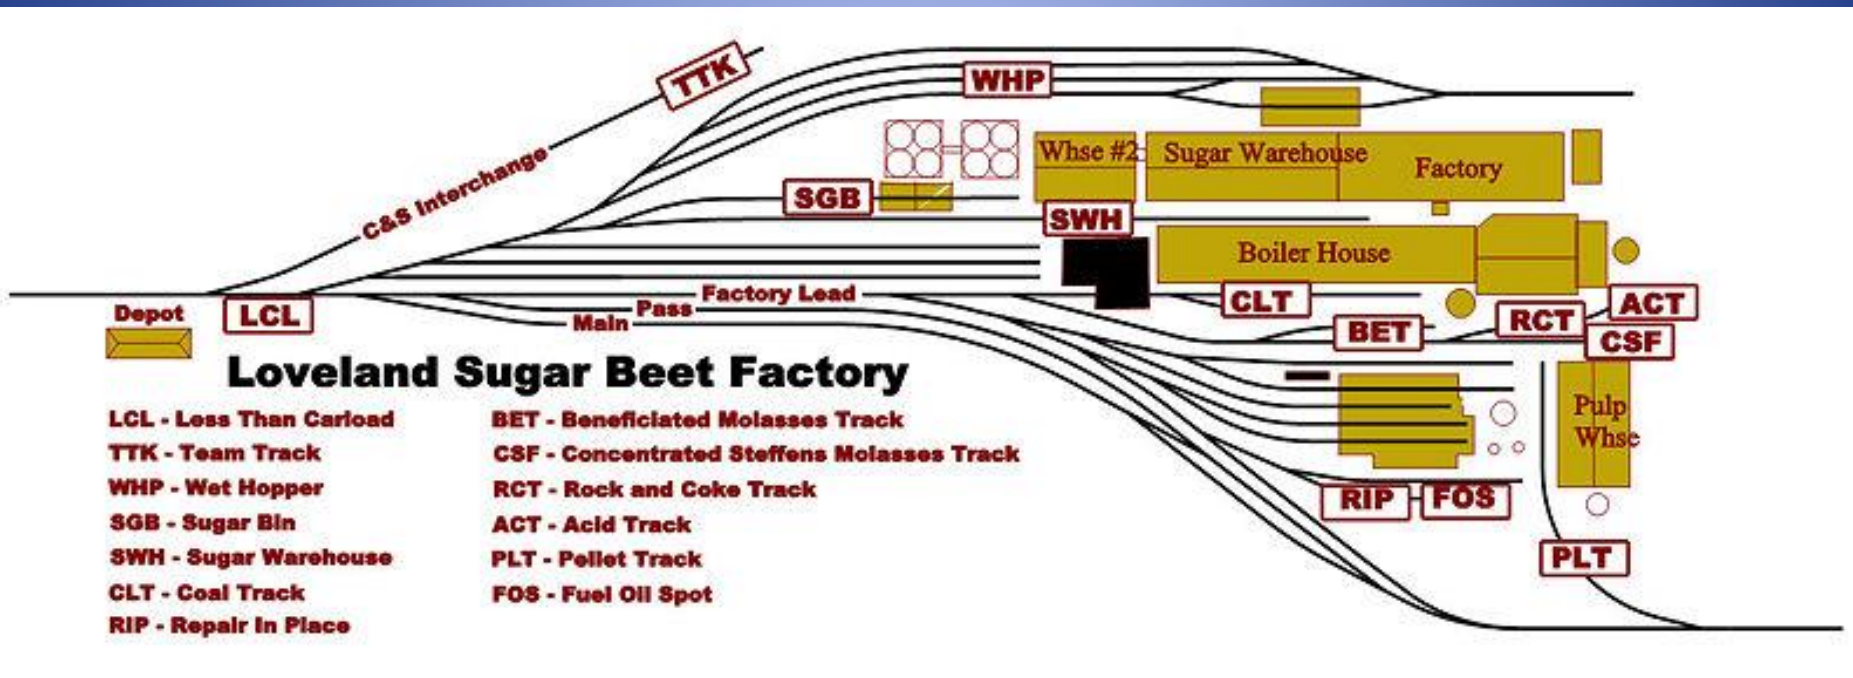 TTK
WHP
C&S Interchange
Whse #2
Sugar Warehouse
Factory
SGB
SWH
Boiler House
Factory Lead
CLT
ACT
Depot
LCL
Pass
Main
BET
RCT
CSF
Loveland Sugar Beet Factory
LCL - Less Than Carload
TTK - Team Track
WHP - Wet Hopper
SGB - Sugar Bin
SWH - Sugar Warehouse
CLT - Coal Track
RIP - Repair In Place
BET - Beneficiated Molasses Track
CSF - Concentrated Steffens Molasses Track
RCT - Rock and Coke Track
ACT - Acid Track
PLT - Pellet Track
FOS - Fuel Oil Spot
Pulp
Whse
RIP
FOS
PLT